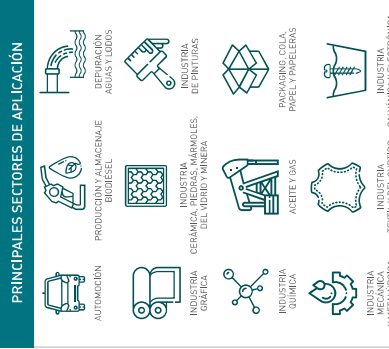 PRINCIPALES SECTORES DE APLICACIÓN
AUTOMOCIÓN
PRODUCCIÓN Y ALMACENAJE
BIODIESEL
DEPURACIÓN
AGUAS Y LODOS
INDUSTRIA
GRÁFICA
INDUSTRIA
CERÁMICA, PIEDRAS, MÁRMOLES,
DEL VIDRIO Y MINERA
INDUSTRIA
DE PINTURAS
INDUSTRIA
QUÍMICA
ACEITE Y GAS
PACKAGING, COLA,
PAPEL Y PAPELERAS
INDUSTRIA
MECÁNICA
INDUSTRIA
INDUSTRIA